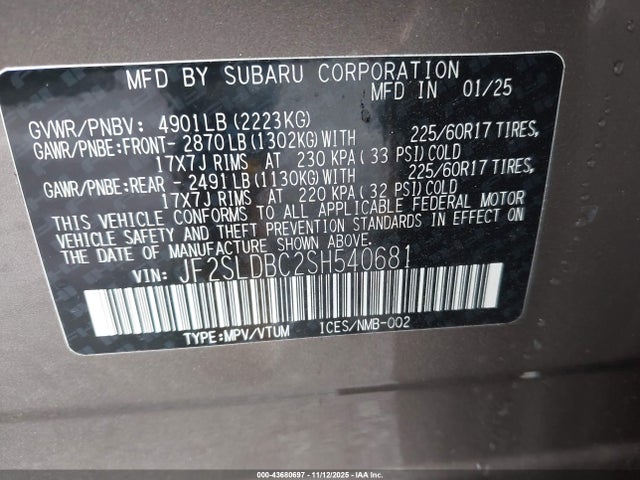 MFD BY SUBARU CORPORATION
MFD IN 01/25
GVWR/PNBV: 4901LB(2223KG)
GAWR/PNBE:FRONT- 2870LB(1302KG)WITH 225/60R17 TIRES,
17X7J RIMS AT 230 KPA(33 PSI)COLD
GAWR/PNBE:REAR - 2491LB(1130KG)WITH 225/60R17 TIRES,
17X7J RIMS AT 220 KPA(32 PSI)COLD
THIS VEHICLE CONFORMS TO ALL APPLICABLE FEDERAL MOTOR
VEHICLE SAFETY AND THEFT PREVENTION STANDARDS IN EFFECT ON
THE DATE OF MANUFACTURE SHOWN ABOVE.
VIN: JF2SLDBC2SH540681
TYPE:MPV/VTUM ICES/NMB-002
000-43680697 - 11/12/2025 - IAA Inc.